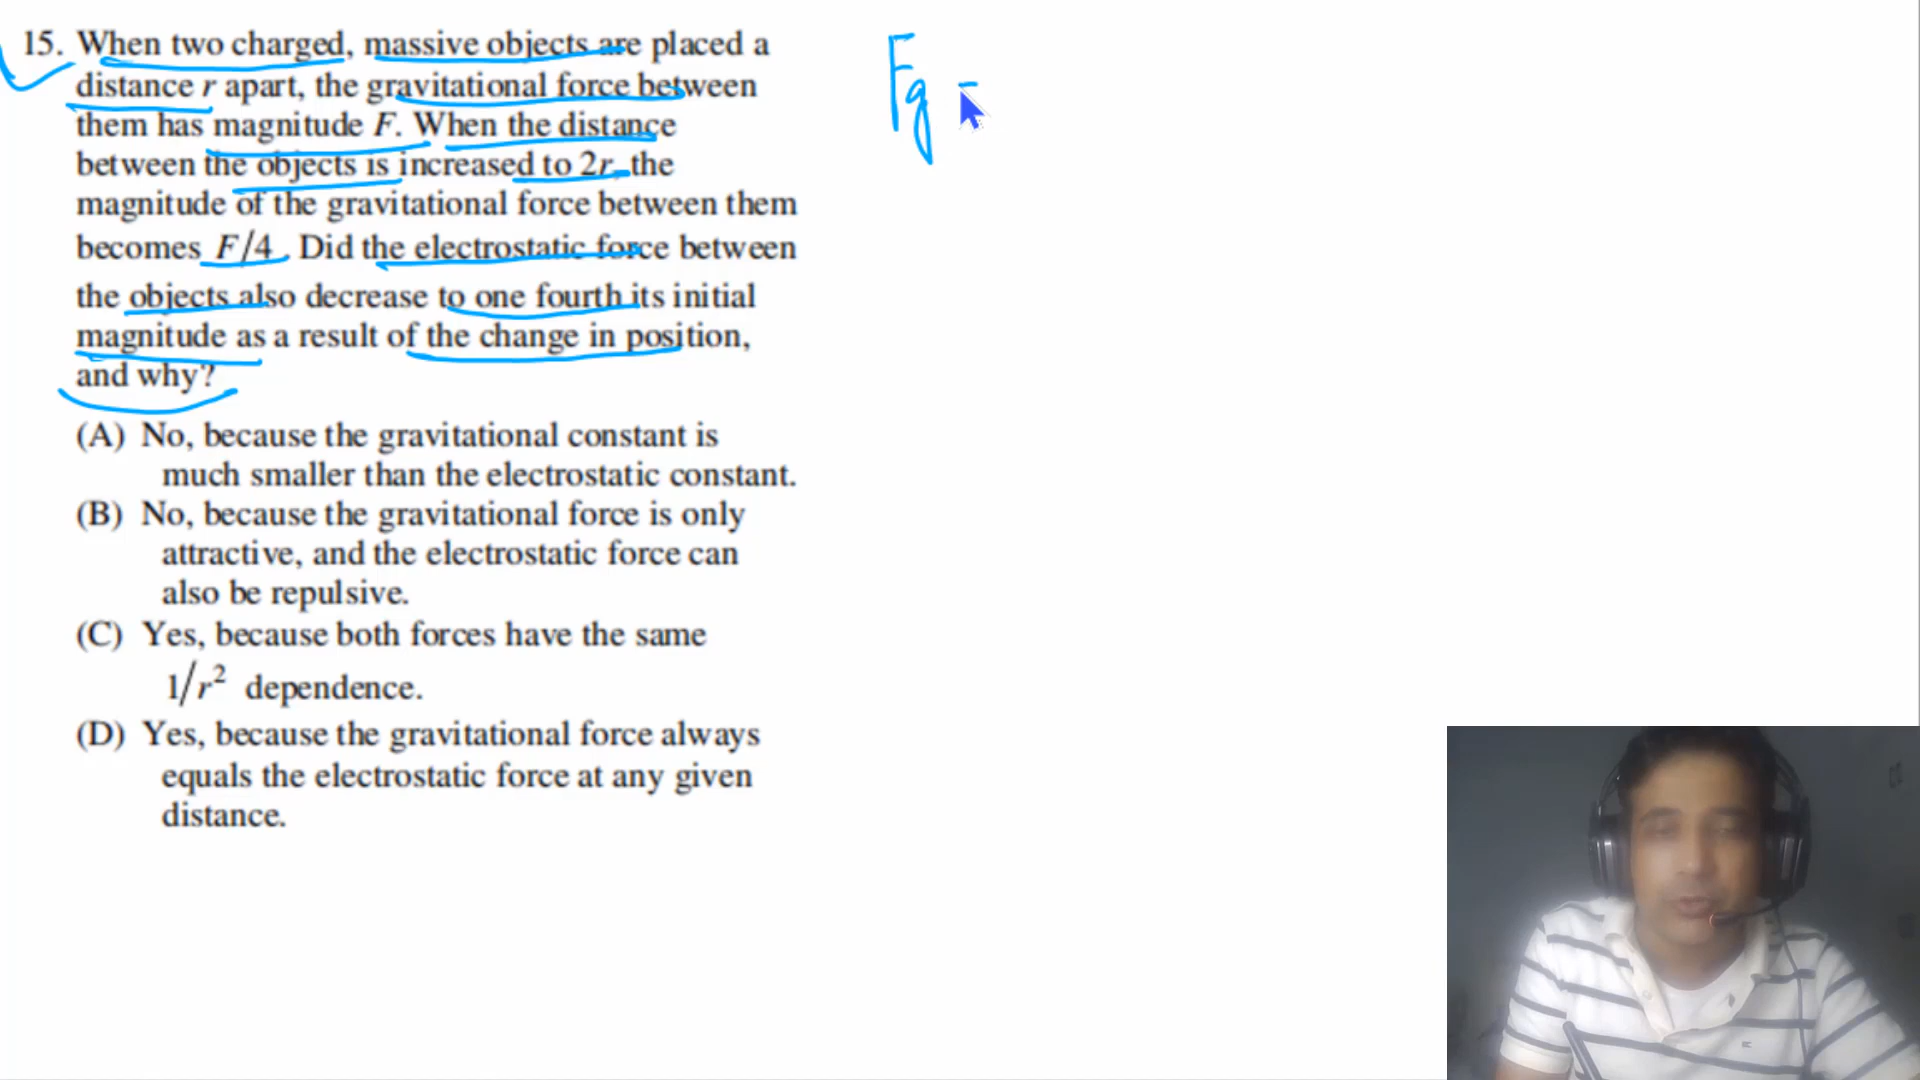 15. When two charged, massive objects are placed a
distance r apart, the gravitational force between
them has magnitude F. When the distance
between the objects is increased to 2r, the
magnitude of the gravitational force between them
becomes F/4. Did the electrostatic force between
the objects also decrease to one fourth its initial
magnitude as a result of the change in position,
and why?
(A) No, because the gravitational constant is
much smaller than the electrostatic constant.
(B) No, because the gravitational force is only
attractive, and the electrostatic force can
also be repulsive.
(C) Yes, because both forces have the same
1/r² dependence.
(D) Yes, because the gravitational force always
equals the electrostatic force at any given
distance.
Fg =